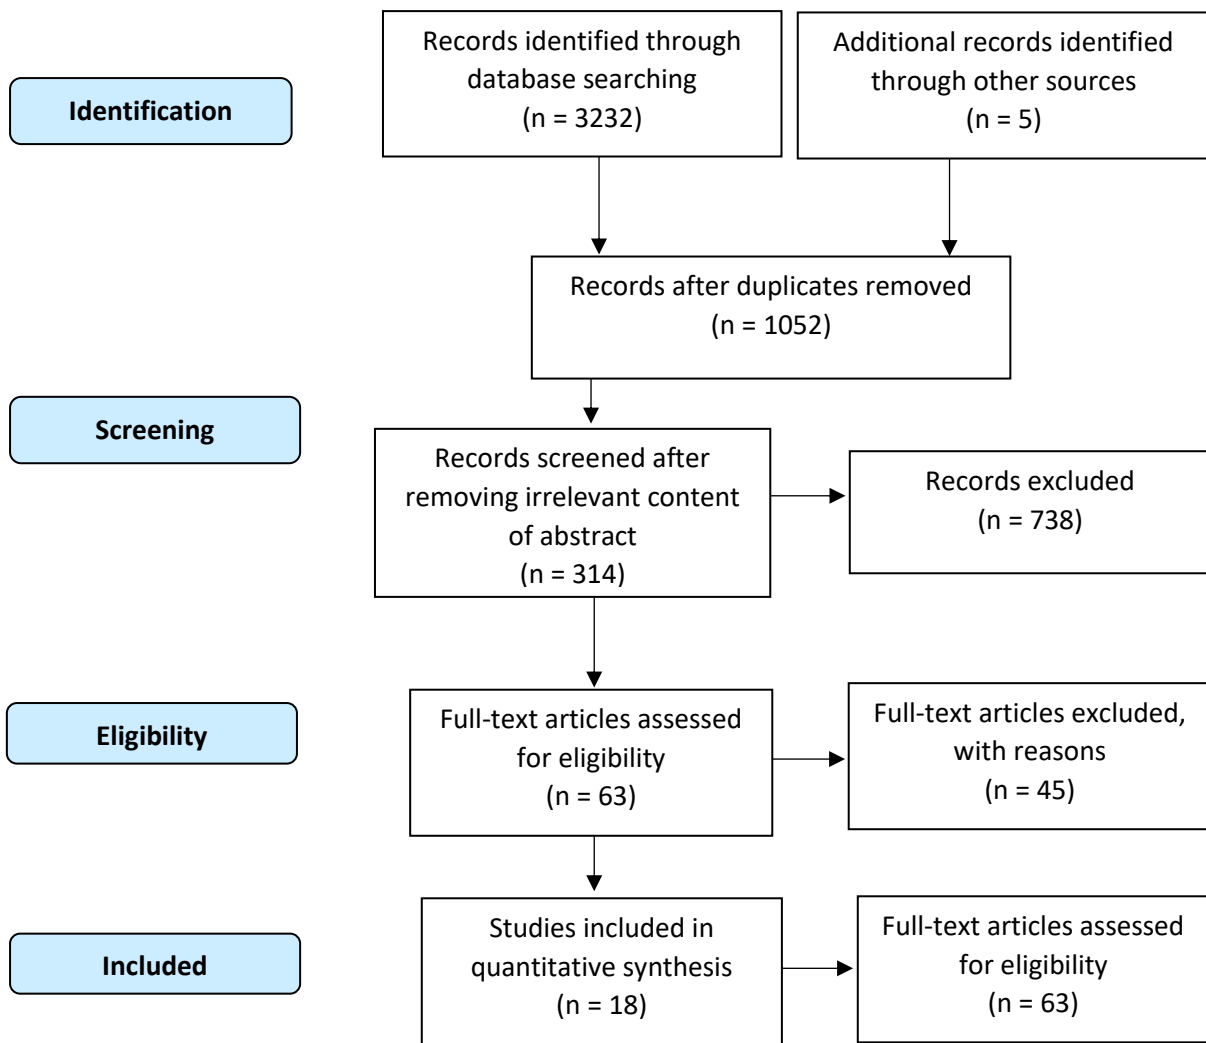 Identification
Records identified through
database searching
(n = 3232)
Additional records identified
through other sources
(n = 5)
Records after duplicates removed
(n = 1052)
Screening
Records screened after
removing irrelevant content
of abstract
(n = 314)
Records excluded
(n = 738)
Eligibility
Full-text articles assessed
for eligibility
(n = 63)
Full-text articles excluded,
with reasons
(n = 45)
Included
Studies included in
quantitative synthesis
(n = 18)
Full-text articles assessed
for eligibility
(n = 63)